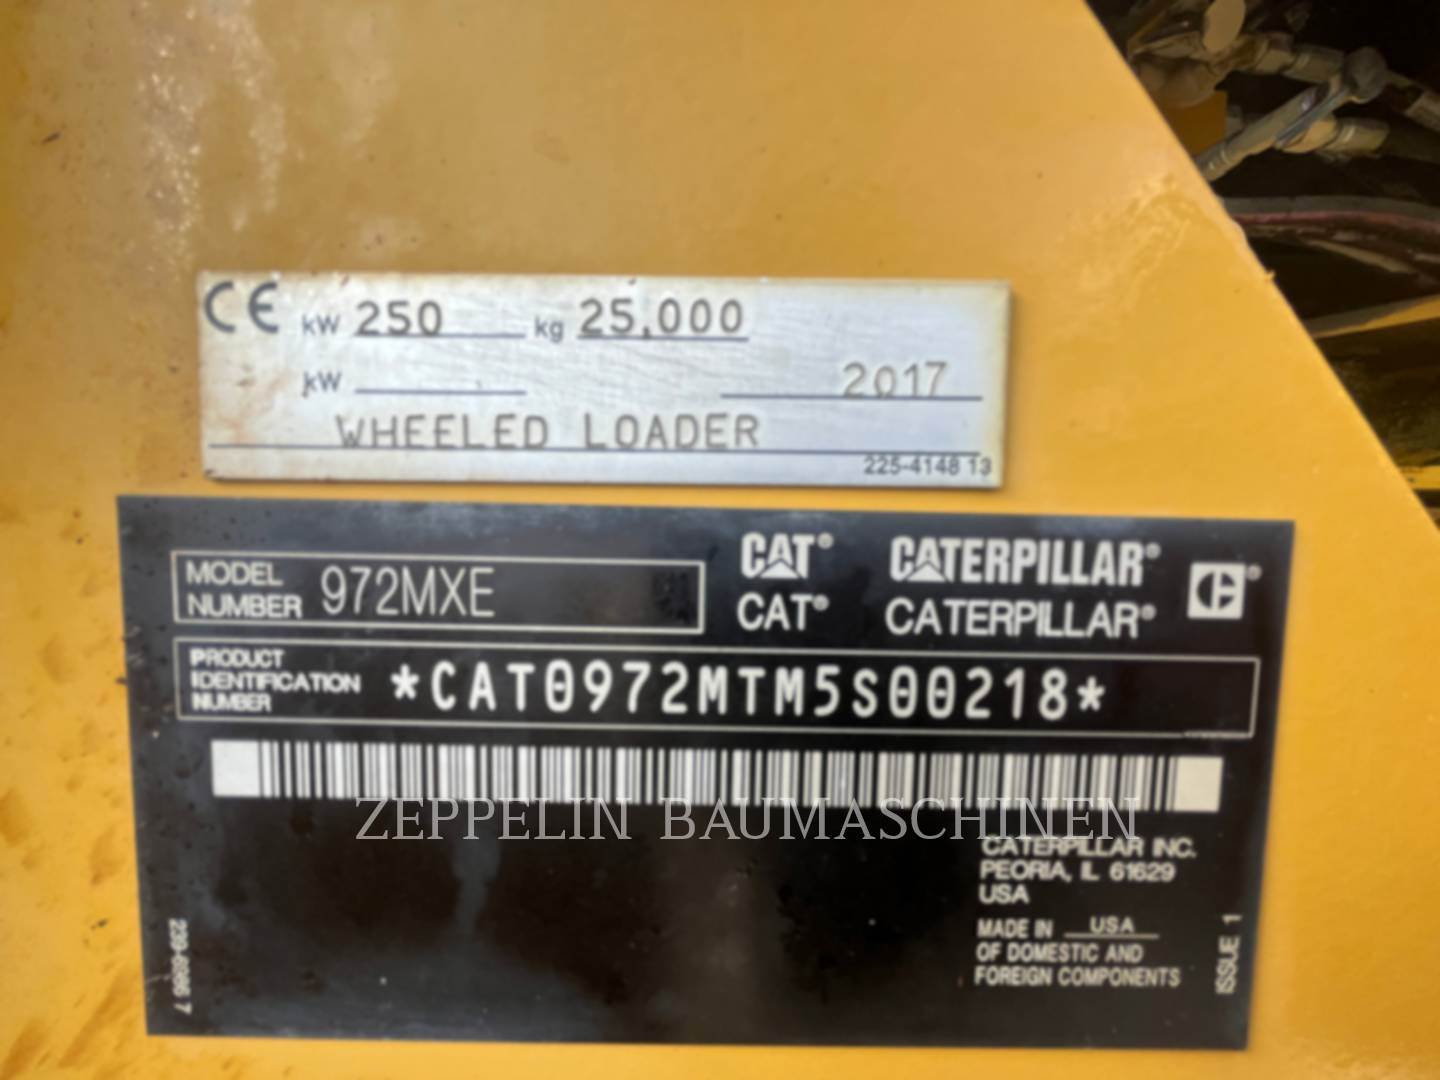 CE kW 250 kg 25,000
kW 2017
WHEELED LOADER
225-4148 13
MODEL NUMBER 972MXE
CAT® CATERPILLAR®
CAT® CATERPILLAR®
PRODUCT IDENTIFICATION NUMBER *CAT0972MTM5S00218*
ZEPPELIN BAUMASCHINEN
CATERPILLAR INC.
PEORIA, IL 61629
USA
MADE IN USA
OF DOMESTIC AND
FOREIGN COMPONENTS
ISSUE 1